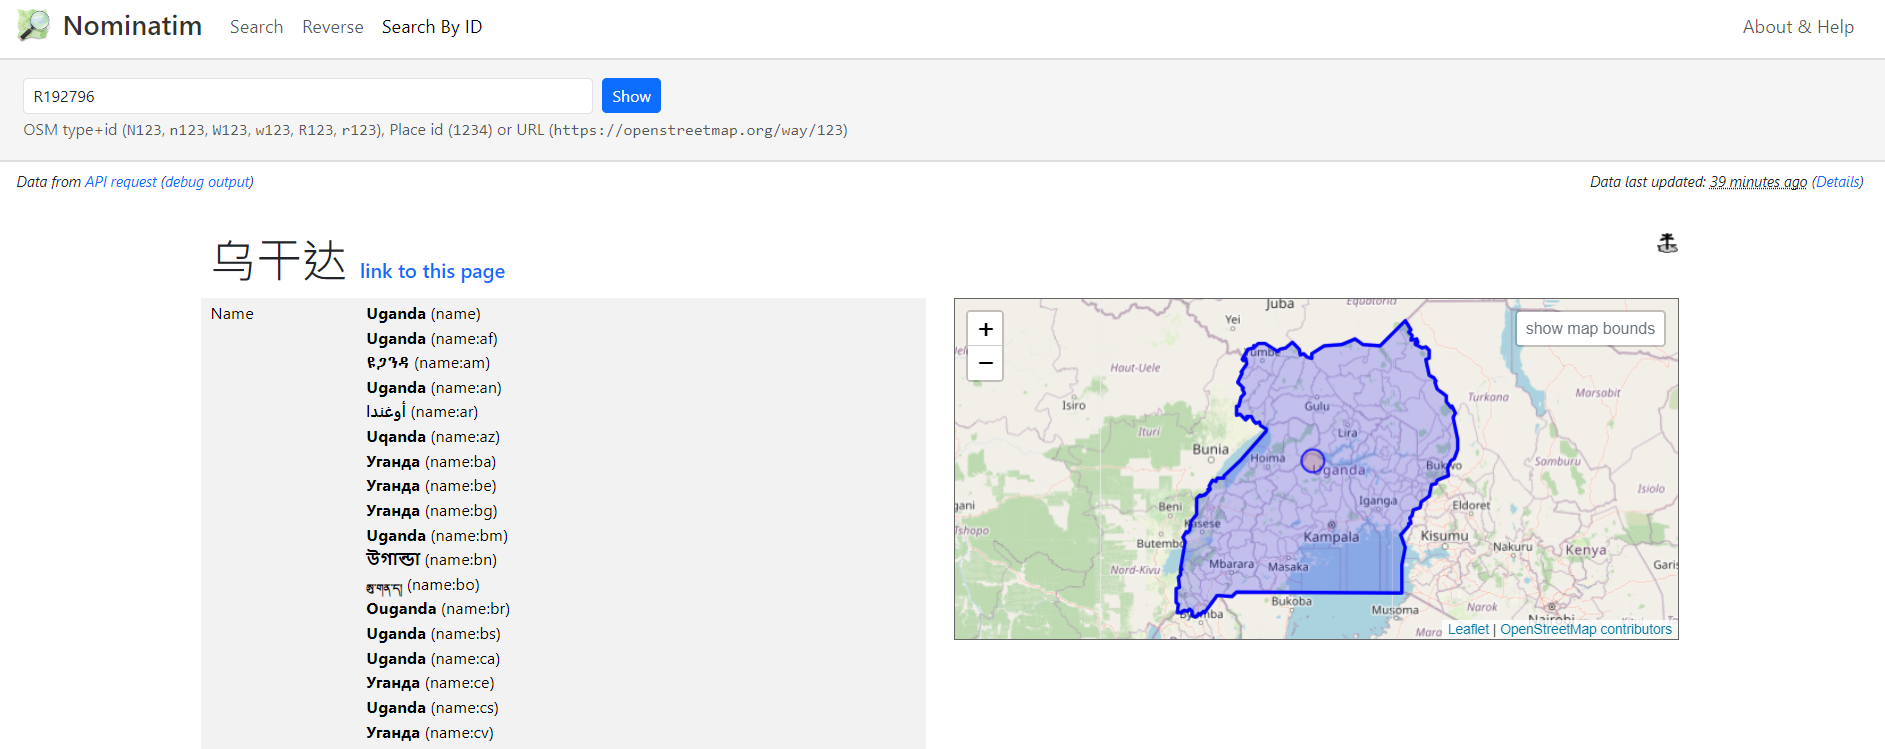 Nominatim Search Reverse Search By ID About & Help
R192796 Show
OSM type+id (N123, n123, W123, w123, R123, r123), Place id (1234) or URL (https://openstreetmap.org/way/123)
Data from API request (debug output) Data last updated: 39 minutes ago (Details)
乌干达 link to this page
Name Uganda (name)
Uganda (name:af)
ዩጋንዳ (name:am)
Uganda (name:an)
أوغندا (name:ar)
Uqanda (name:az)
Уганда (name:ba)
Уганда (name:be)
Уганда (name:bg)
Uganda (name:bm)
উগান্ডা (name:bn)
ཨུ་གན་ད། (name:bo)
Ouganda (name:br)
Uganda (name:bs)
Uganda (name:ca)
Уганда (name:ce)
Uganda (name:cs)
Уганда (name:cv)
+
−
show map bounds
Juba
Equatoria
Yei
Haut-Uele
Turkana
Marsabit
Isiro
Gulu
Ituri
Lira
Bunia
Hoima
Uganda
Samburu
Isiolo
Beni
Kasese
Iganga
Eldoret
Tshopo
Butembo
Kampala
Kisumu
Nakuru
Kenya
Nord-Kivu
Mbarara
Masaka
Garis
Bukoba
Musoma
Narok
Nairobi
Mara
Leaflet | OpenStreetMap contributors